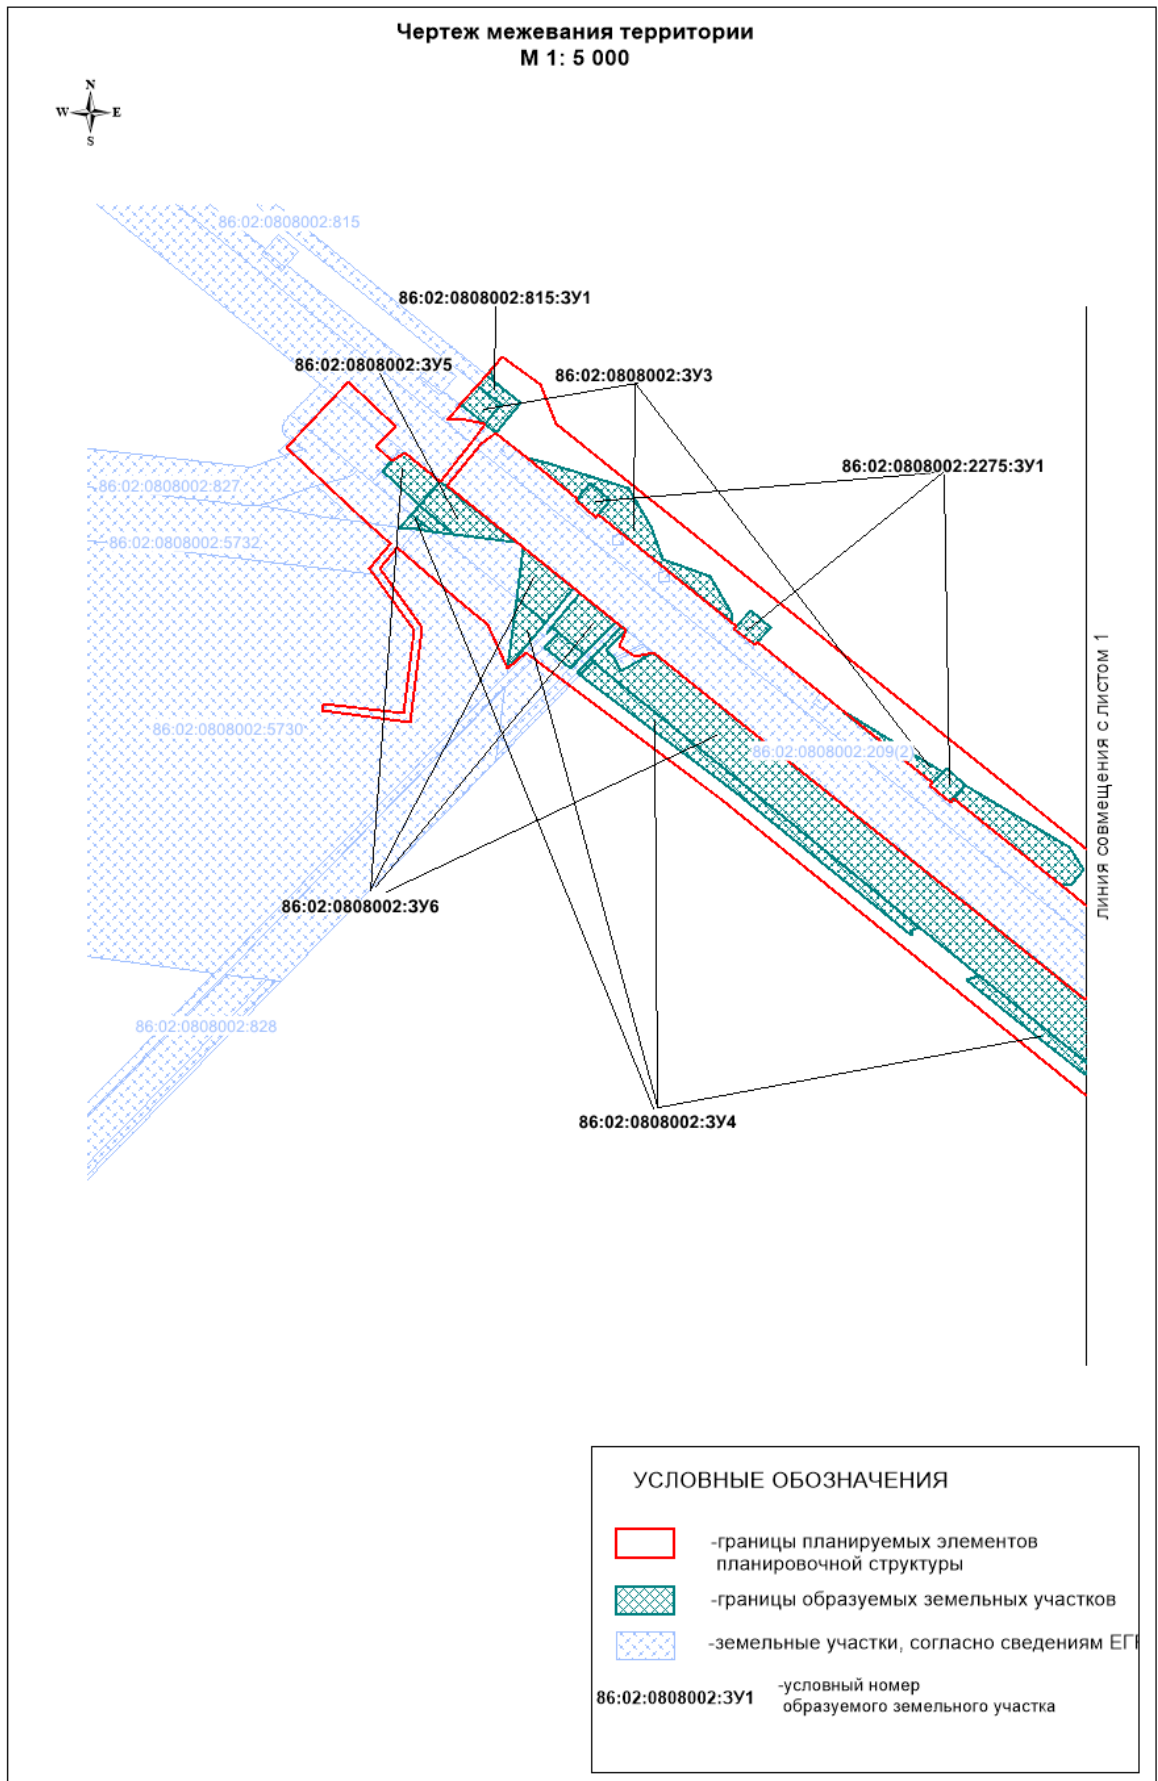 Чертеж межевания территории
М 1: 5 000
N
W E
S
86:02:0808002:815
86:02:0808002:815:ЗУ1
86:02:0808002:ЗУ5
86:02:0808002:ЗУ3
86:02:0808002:2275:ЗУ1
86:02:0808002:827
86:02:0808002:5732
86:02:0808002:5730
86:02:0808002:209(2)
линия совмещения с листом 1
86:02:0808002:ЗУ6
86:02:0808002:828
86:02:0808002:ЗУ4
УСЛОВНЫЕ ОБОЗНАЧЕНИЯ
-границы планируемых элементов
планировочной структуры
-границы образуемых земельных участков
-земельные участки, согласно сведениям
86:02:0808002:ЗУ1
-условный номер
образуемого земельного участка